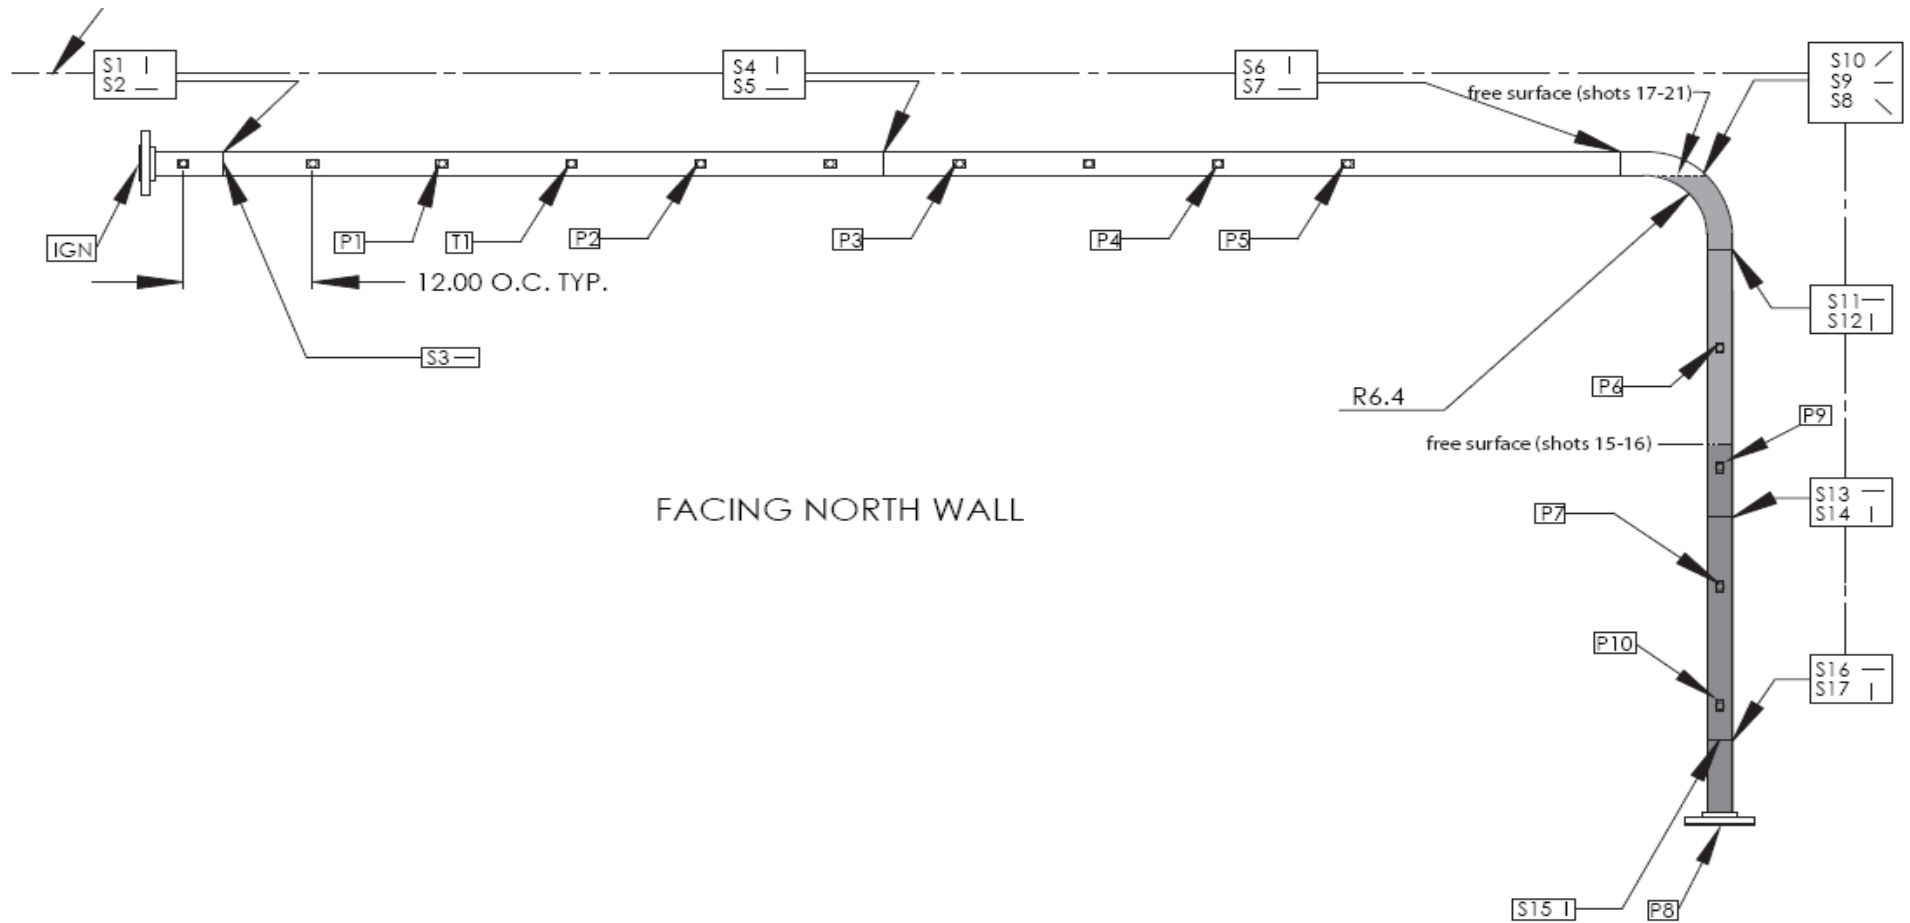 S1 |
S2 —
S4 |
S5 —
S6 |
S7 —
S10 /
S9 —
S8 \
free surface (shots 17-21)
IGN
P1
T1
P2
P3
P4
P5
12.00 O.C. TYP.
S11 —
S12 |
S3 —
P6
R6.4
P9
free surface (shots 15-16)
FACING NORTH WALL
S13 —
S14 |
P7
P10
S16 —
S17 |
S15 |
P8